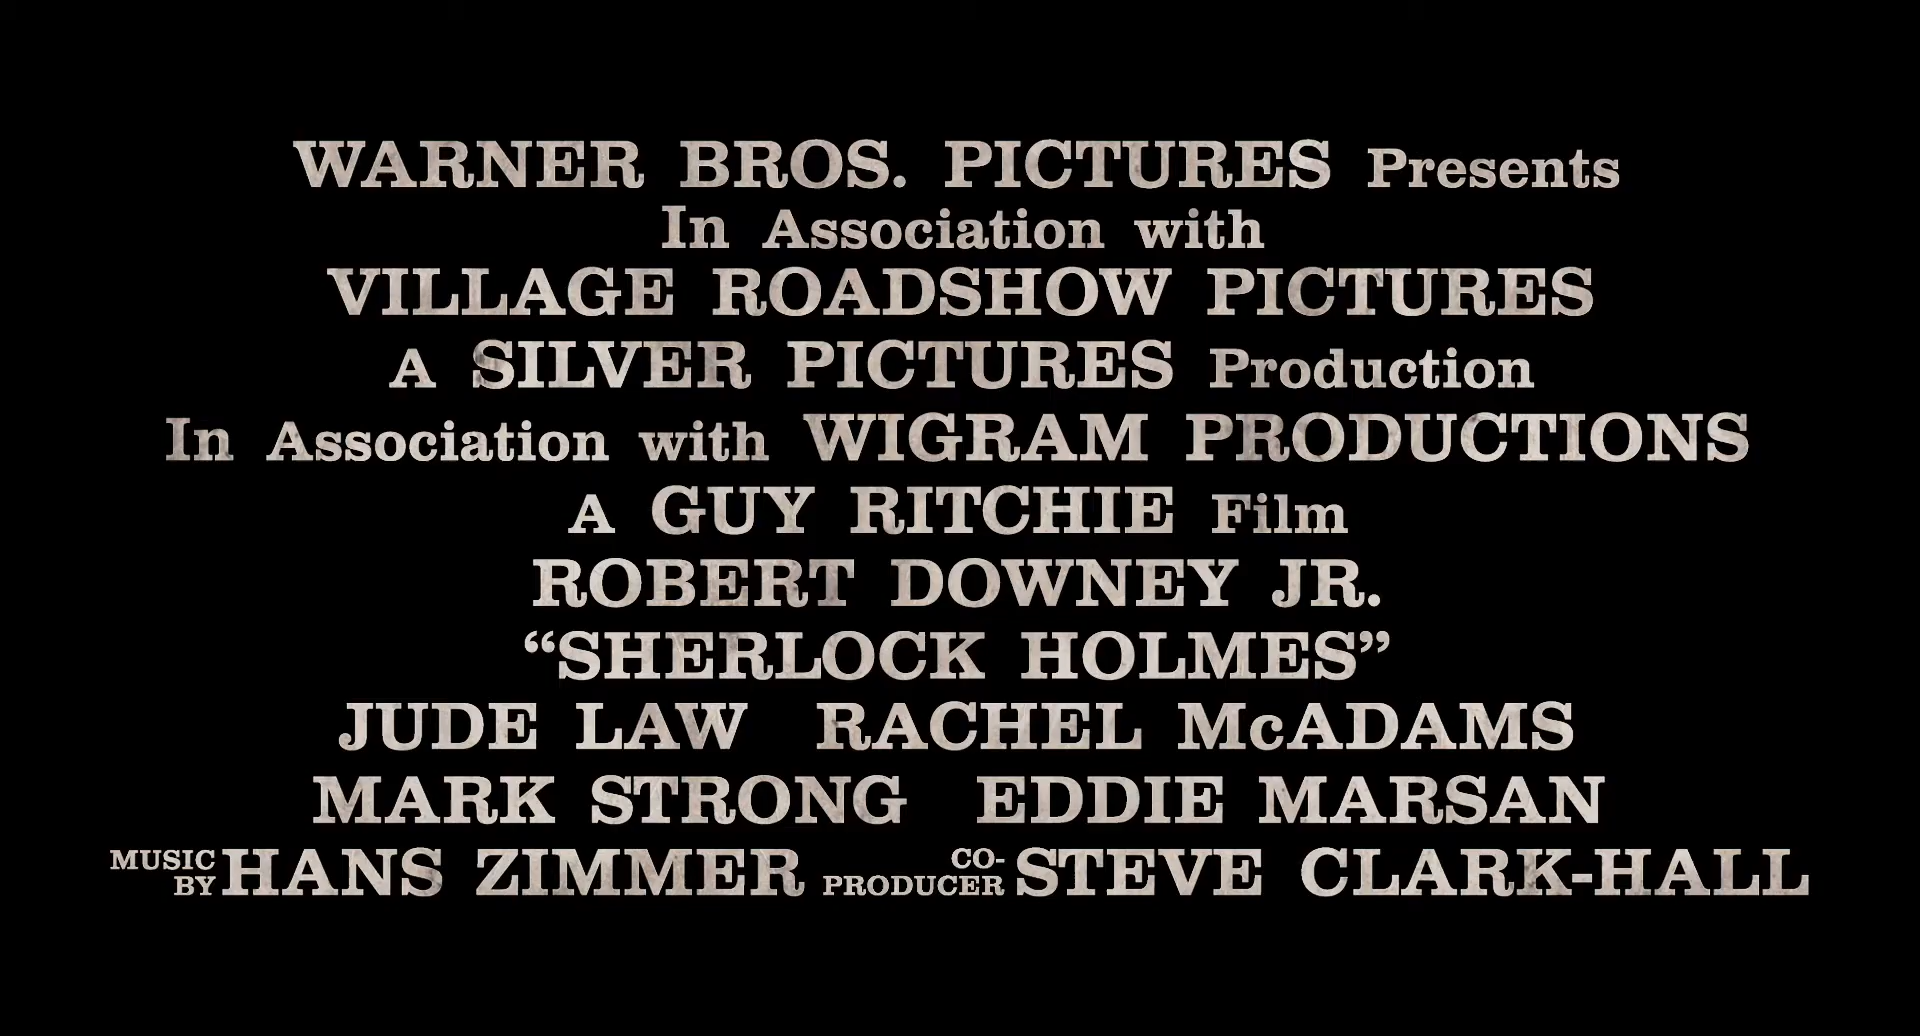 WARNER BROS. PICTURES Presents
In Association with
VILLAGE ROADSHOW PICTURES
A SILVER PICTURES Production
In Association with WIGRAM PRODUCTIONS
A GUY RITCHIE Film
ROBERT DOWNEY JR.
“SHERLOCK HOLMES”
JUDE LAW RACHEL McADAMS
MARK STRONG EDDIE MARSAN
MUSIC BY HANS ZIMMER CO-PRODUCER STEVE CLARK-HALL